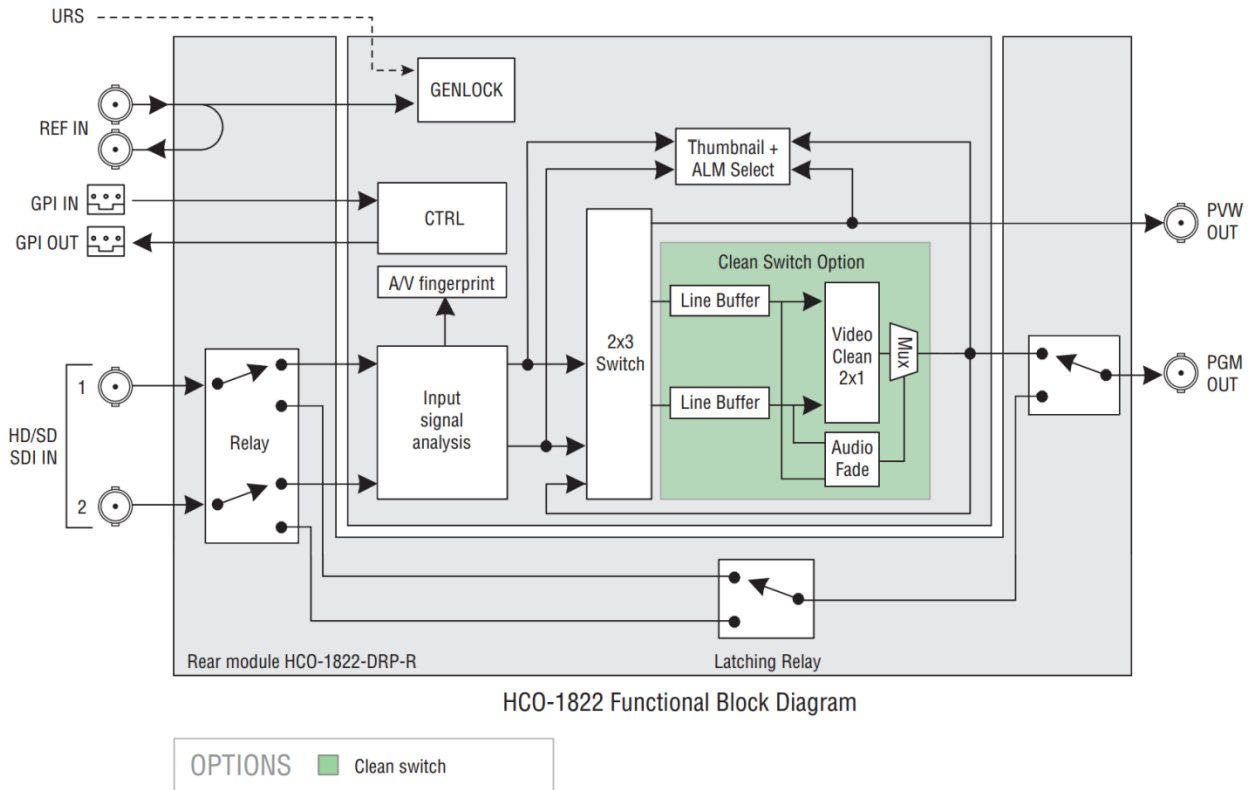 URS
REF IN
GPI IN
GPI OUT
GENLOCK
CTRL
A/V fingerprint
Thumbnail +
ALM Select
PVW
OUT
Clean Switch Option
Line Buffer
2x3
Switch
Video
Clean
2x1
Mux
Line Buffer
Audio
Fade
PGM
OUT
1
HD/SD
SDI IN
2
Relay
Input
signal
analysis
Rear module HCO-1822-DRP-R
Latching Relay
HCO-1822 Functional Block Diagram
OPTIONS Clean switch